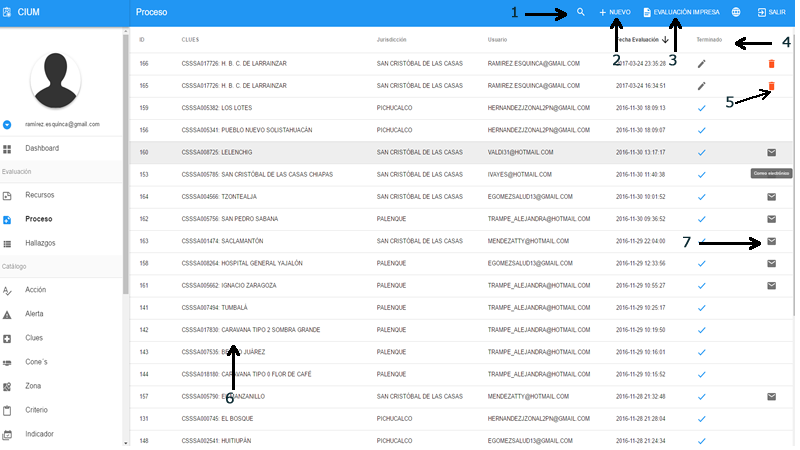 CIUM Proceso 1 NUEVO EVALUACIÓN IMPRESA SALIR
ID CLUES Jurisdicción Usuario Fecha Evaluación Terminado 4
2 3
166 CSSSA017726: H. B. C. DE LARRAINZAR SAN CRISTÓBAL DE LAS CASAS RAMIREZ.ESQUINCA@GMAIL.COM 2017-03-24 23:35:28
165 CSSSA017726: H. B. C. DE LARRAINZAR SAN CRISTÓBAL DE LAS CASAS RAMIREZ.ESQUINCA@GMAIL.COM 2017-03-24 16:34:51
5
159 CSSSA005382: LOS LOTES PICHUCALCO HERNANDEZJZONAL2PN@GMAIL.COM 2016-11-30 18:09:13
ramirez.esquinca@gmail.com
156 CSSSA005341: PUEBLO NUEVO SOLISTAHUACÁN PICHUCALCO HERNANDEZJZONAL2PN@GMAIL.COM 2016-11-30 18:09:07
Dashboard
160 CSSSA008725: LELENCHIG SAN CRISTÓBAL DE LAS CASAS VALDI31@HOTMAIL.COM 2016-11-30 13:17:17
Evaluación
153 CSSSA005785: SAN CRISTÓBAL DE LAS CASAS CHIAPAS SAN CRISTÓBAL DE LAS CASAS IVAYES@HOTMAIL.COM 2016-11-30 11:40:38
Correo electrónico
Recursos
164 CSSSA004566: TZONTEALJA SAN CRISTÓBAL DE LAS CASAS EGOMEZSALUD13@GMAIL.COM 2016-11-30 10:01:52
Proceso
162 CSSSA005756: SAN PEDRO SABANA PALENQUE TRAMPE_ALEJANDRA@HOTMAIL.COM 2016-11-30 09:36:52
Hallazgos
163 CSSSA001474: SACLAMANTÓN SAN CRISTÓBAL DE LAS CASAS MENDEZATTY@HOTMAIL.COM 2016-11-29 22:04:00 7
Catálogo
158 CSSSA008264: HOSPITAL GENERAL YAJALÓN PALENQUE EGOMEZSALUD13@GMAIL.COM 2016-11-29 12:33:56
Acción
161 CSSSA005662: IGNACIO ZARAGOZA PALENQUE TRAMPE_ALEJANDRA@HOTMAIL.COM 2016-11-29 10:55:27
Alerta
141 CSSSA007494: TUMBALÁ PALENQUE TRAMPE_ALEJANDRA@HOTMAIL.COM 2016-11-29 10:25:17
Clues
142 CSSSA017830: CARAVANA TIPO 2 SOMBRA GRANDE PALENQUE TRAMPE_ALEJANDRA@HOTMAIL.COM 2016-11-29 10:19:50
Cone´s
143 CSSSA007535: JUÁREZ PALENQUE TRAMPE_ALEJANDRA@HOTMAIL.COM 2016-11-29 10:16:01
Zona
144 CSSSA018180: CARAVANA TIPO 0 FLOR DE CAFÉ PALENQUE TRAMPE_ALEJANDRA@HOTMAIL.COM 2016-11-29 10:15:52
6
157 CSSSA005790: SAN CRISTÓBAL DE LAS CASAS MENDEZATTY@HOTMAIL.COM 2016-11-28 21:32:48
Criterio
131 CSSSA000745: EL BOSQUE PICHUCALCO HERNANDEZJZONAL2PN@GMAIL.COM 2016-11-28 21:28:04
Indicador
148 CSSSA002541: HUITIUPÁN PICHUCALCO EGOMEZSALUD13@GMAIL.COM 2016-11-28 21:24:34